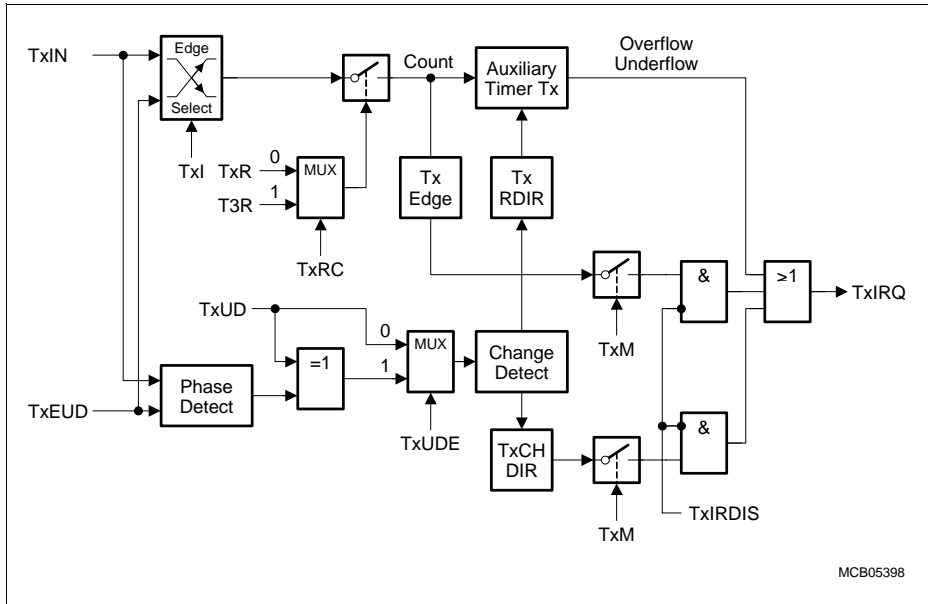 TxIN
Edge
Select
TxI
Count
Auxiliary
Timer Tx
Overflow
Underflow
TxR
0
T3R
1
MUX
TxRC
Tx
Edge
Tx
RDIR
TxUD
0
1
MUX
=1
TxUDE
Phase
Detect
TxEUD
Change
Detect
TxCH
DIR
TxM
TxM
&
&
≥1
TxIRQ
TxIRDIS
MCB05398